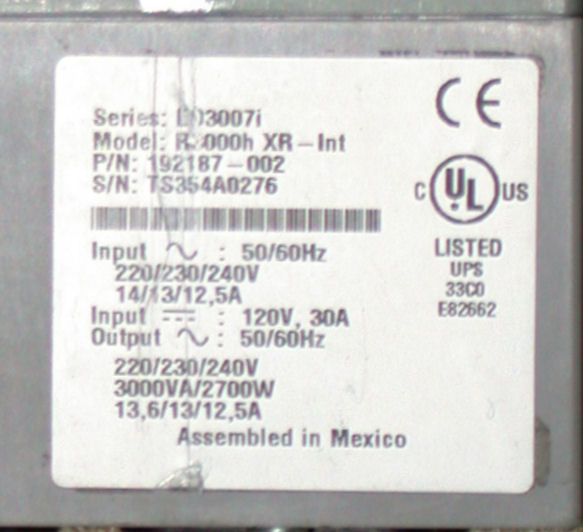 Series: 03007i
Model: 000h XR-Int
P/N: 192187-002
S/N: TS354A0276
Input ∿ : 50/60Hz
220/230/240V
14/13/12,5A
Input ⎓ : 120V, 30A
Output ∿ : 50/60Hz
220/230/240V
3000VA/2700W
13,6/13/12,5A
Assembled in Mexico
CE
C UL US
LISTED
UPS
33C0
E82662